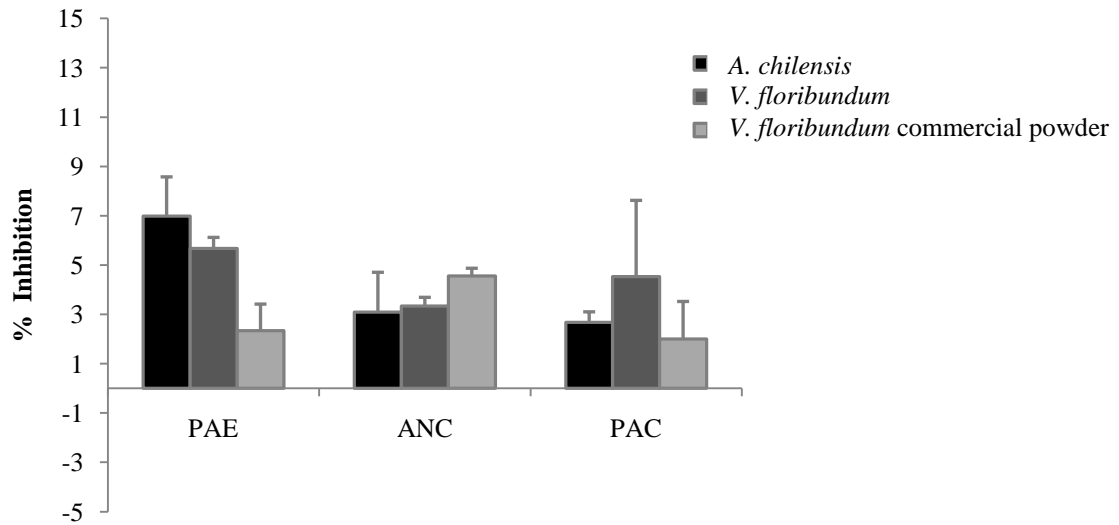 15
13
11
9
7
5
3
1
-1
-3
-5
% Inhibition
PAE
ANC
PAC
A. chilensis
V. floribundum
V. floribundum commercial powder